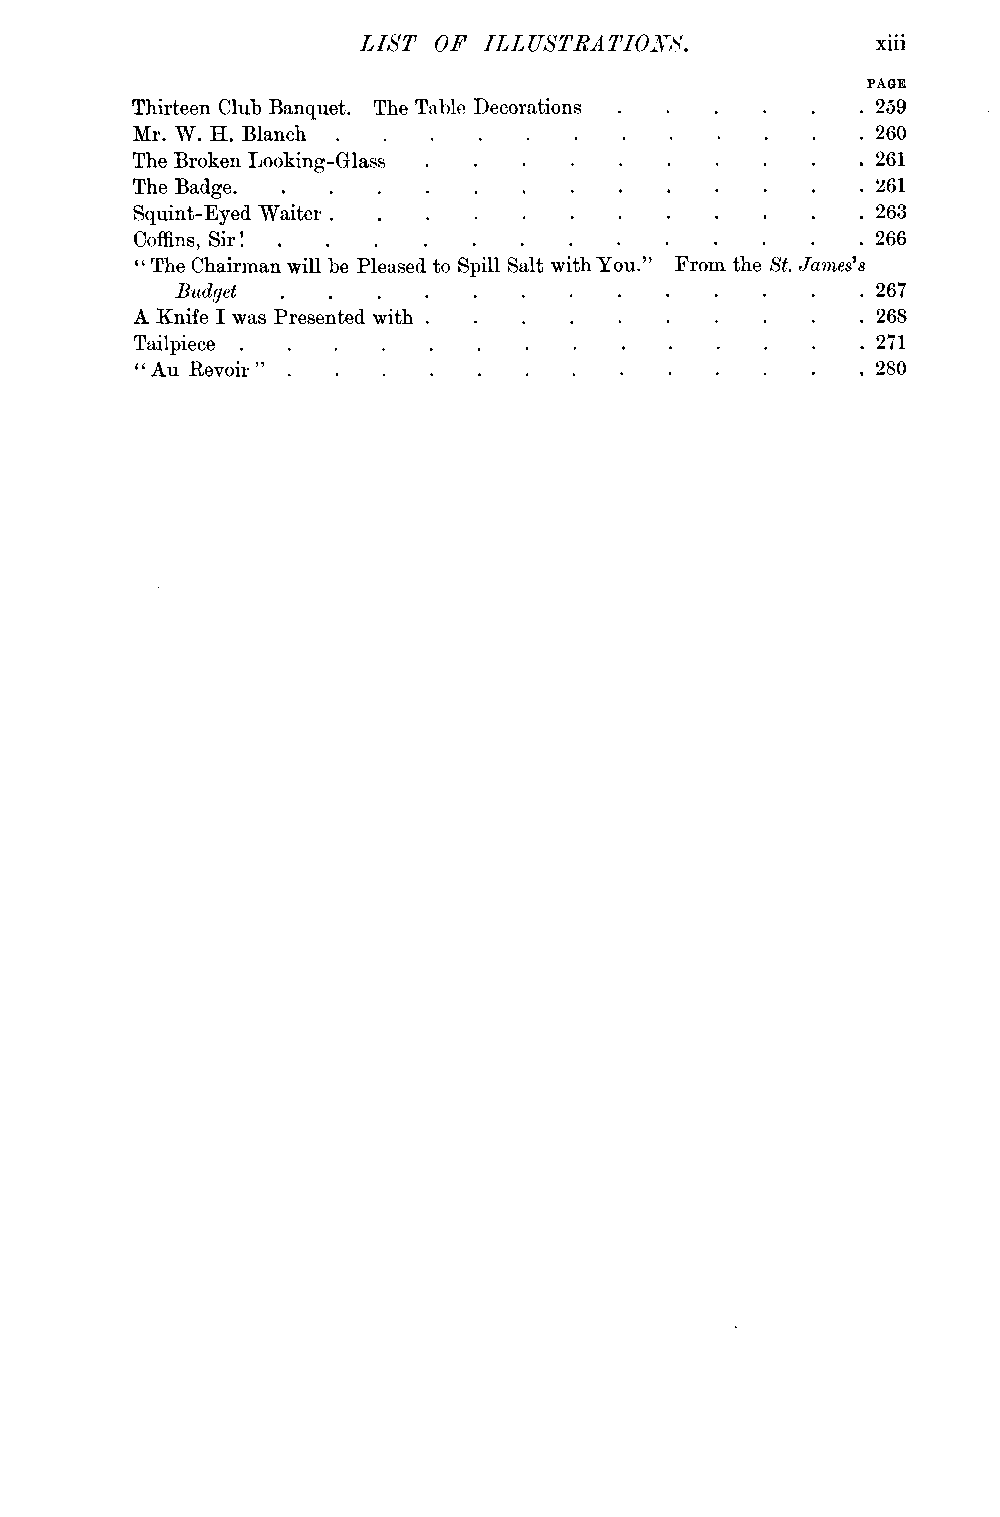 LIST OF ILLUSTRATIONS. xiii
PAGE
Thirteen Club Banquet. The Table Decorations . . . . . . 259
Mr. W. H. Blanch . . . . . . . . . . . . 260
The Broken Looking-Glass . . . . . . . . . . 261
The Badge. . . . . . . . . . . . . . 261
Squint-Eyed Waiter . . . . . . . . . . . . 263
Coffins, Sir! . . . . . . . . . . . . . 266
“The Chairman will be Pleased to Spill Salt with You.” From the St. James's
Budget . . . . . . . . . . . . . 267
A Knife I was Presented with . . . . . . . . . . 268
Tailpiece . . . . . . . . . . . . . . 271
“Au Revoir” . . . . . . . . . . . . . 280